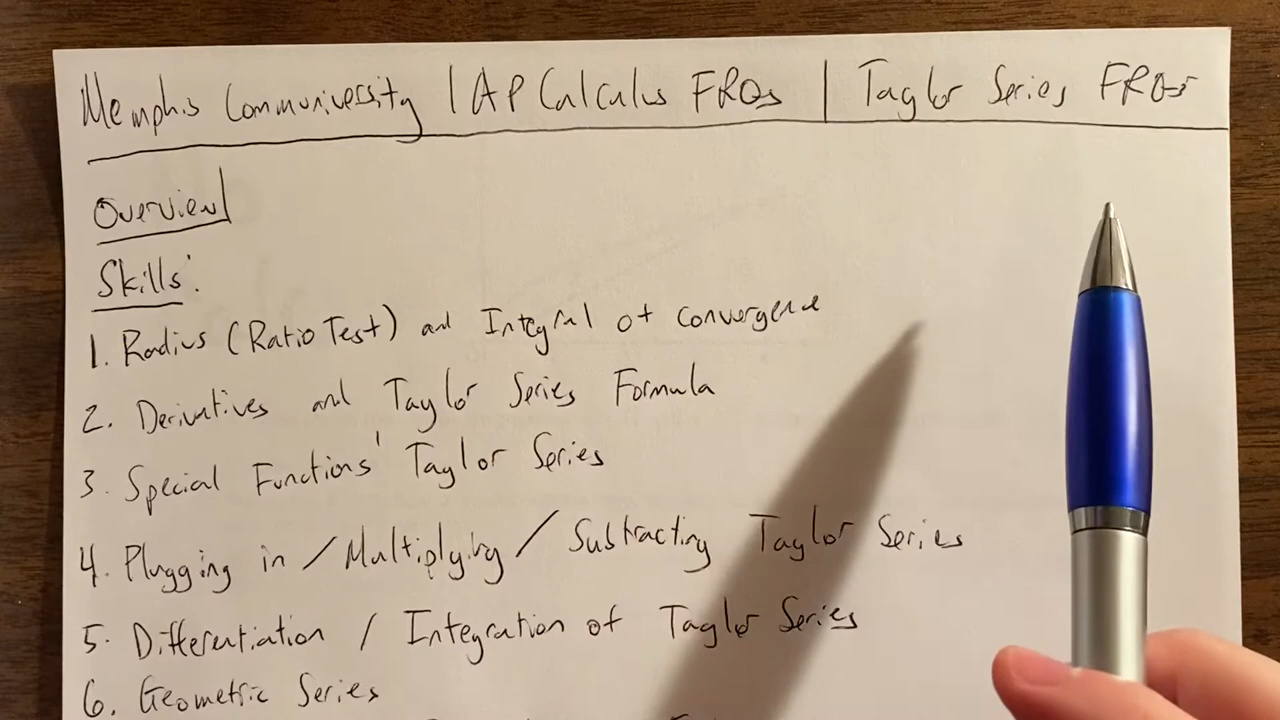 Memphis Communiversity | AP Calculus FRQs | Taylor Series FRQs
Overview
Skills:
1. Radius (Ratio Test) and Integral of convergence
2. Derivatives and Taylor Series Formula
3. Special Functions' Taylor Series
4. Plugging in / Multiplying / Subtracting Taylor Series
5. Differentiation / Integration of Taylor Series
6. Geometric Series